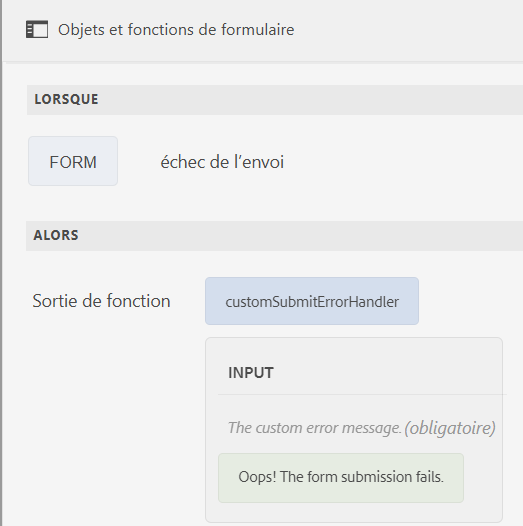 Objets et fonctions de formulaire
LORSQUE
FORM échec de l'envoi
ALORS
Sortie de fonction customSubmitErrorHandler
INPUT
The custom error message. (obligatoire)
Oops! The form submission fails.